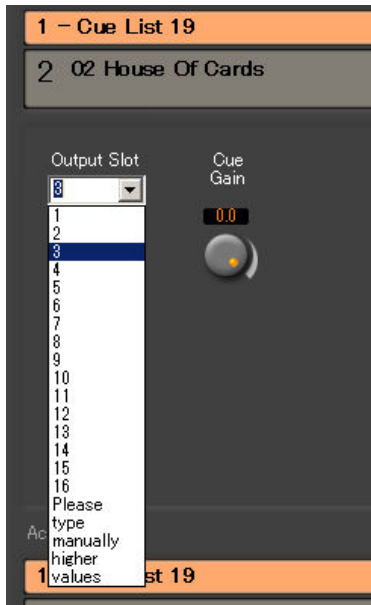 1 - Cue List 19
2 02 House Of Cards
Output Slot
Cue
Gain
3
0.0
1
2
3
4
5
6
7
8
9
10
11
12
13
14
15
16
Please
type
manually
higher
values
Ac
1 st 19